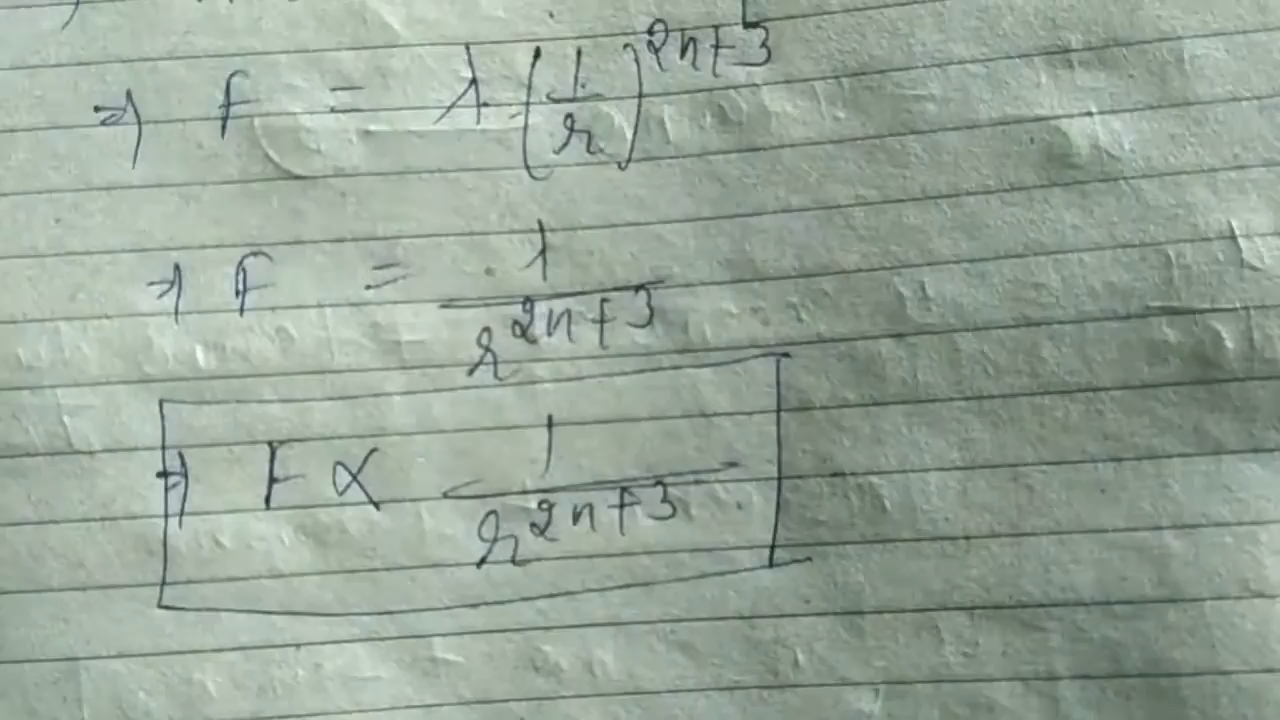 ⇒ F = λ (1/r)^{2n+3}
⇒ F = λ / r^{2n+3}
⇒ F ∝ 1 / r^{2n+3}